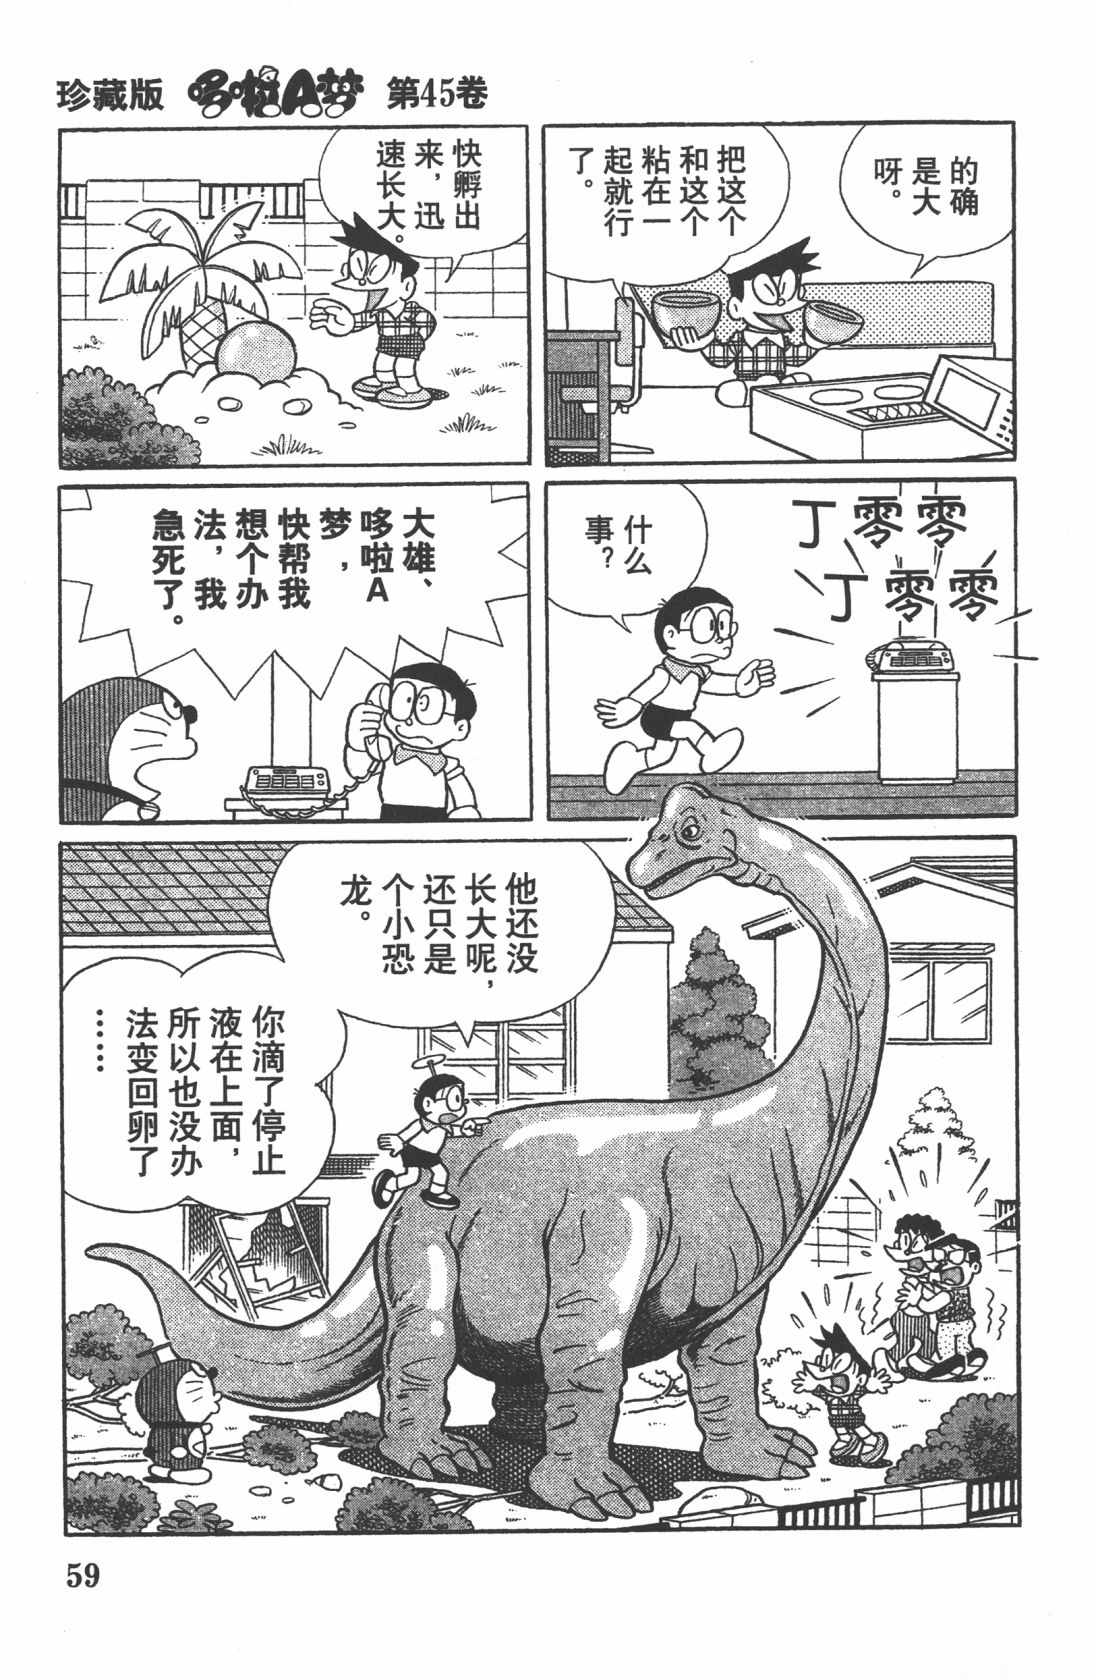 珍藏版 哆啦A梦 第45卷
的确
是大
呀。
把这个
和这个
粘在一
起就行
了。
快孵出
来，迅
速长大。
丁零零
丁零零
什么
事？
大雄、
哆啦A
梦，
快帮我
想个办
法，我
急死了。
他还没
长大呢，
还只是
个小恐
龙。
你滴了停止
液在上面，
所以也没办
法变回卵了
……
59